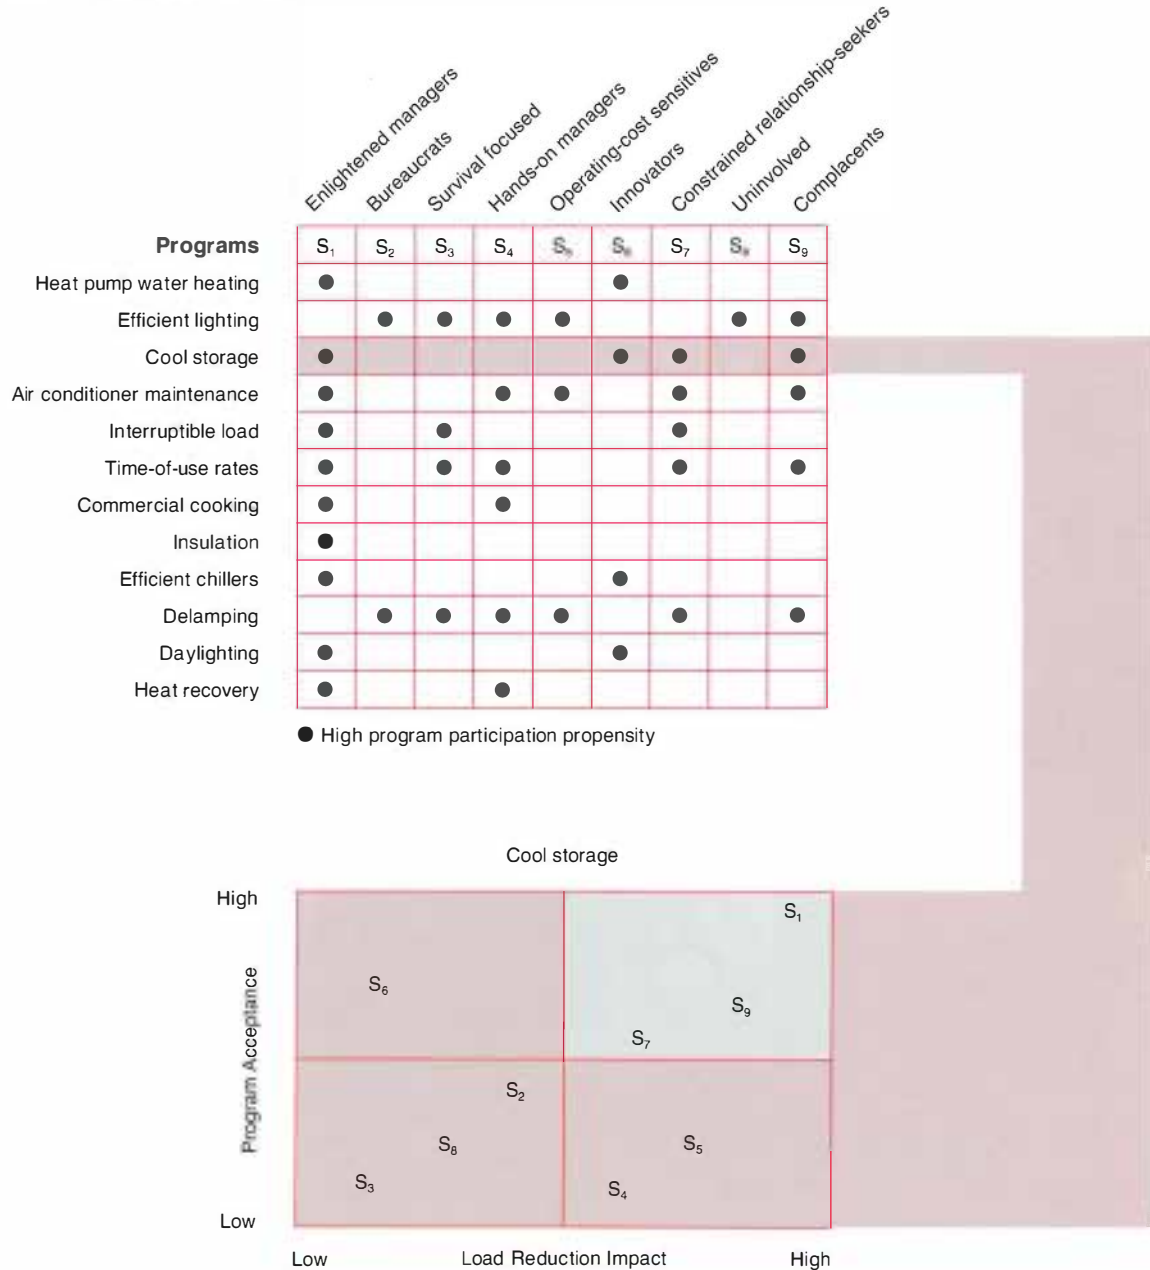 Enlightened managers
Bureaucrats
Survival focused
Hands-on managers
Operating-cost sensitives
Innovators
Constrained relationship-seekers
Uninvolved
Complacents
Programs S₁ S₂ S₃ S₄ S₅ S₆ S₇ S₈ S₉
Heat pump water heating
Efficient lighting
Cool storage
Air conditioner maintenance
Interruptible load
Time-of-use rates
Commercial cooking
Insulation
Efficient chillers
Delamping
Daylighting
Heat recovery
● High program participation propensity
Cool storage
High
Program Acceptance
S₁
S₆
S₉
S₇
S₂
S₈
S₅
S₃
S₄
Low
Low Load Reduction Impact High